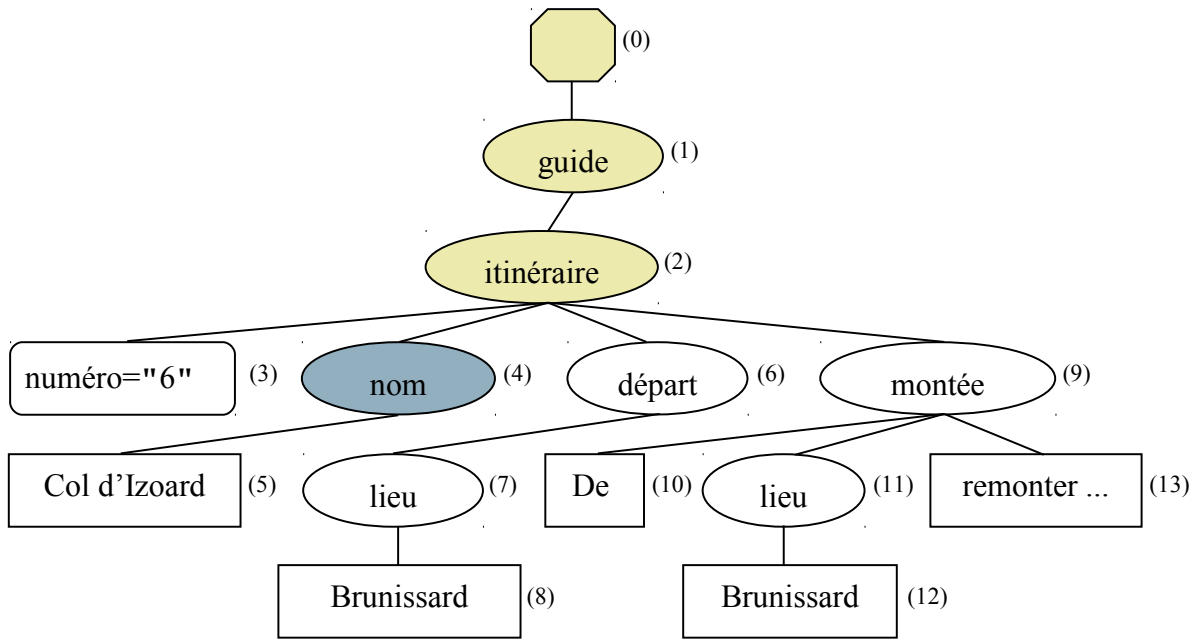 (0)
guide (1)
itinéraire (2)
numéro="6" (3) nom (4) départ (6) montée (9)
Col d’Izoard (5) lieu (7) De (10) lieu (11) remonter ... (13)
Brunissard (8) Brunissard (12)